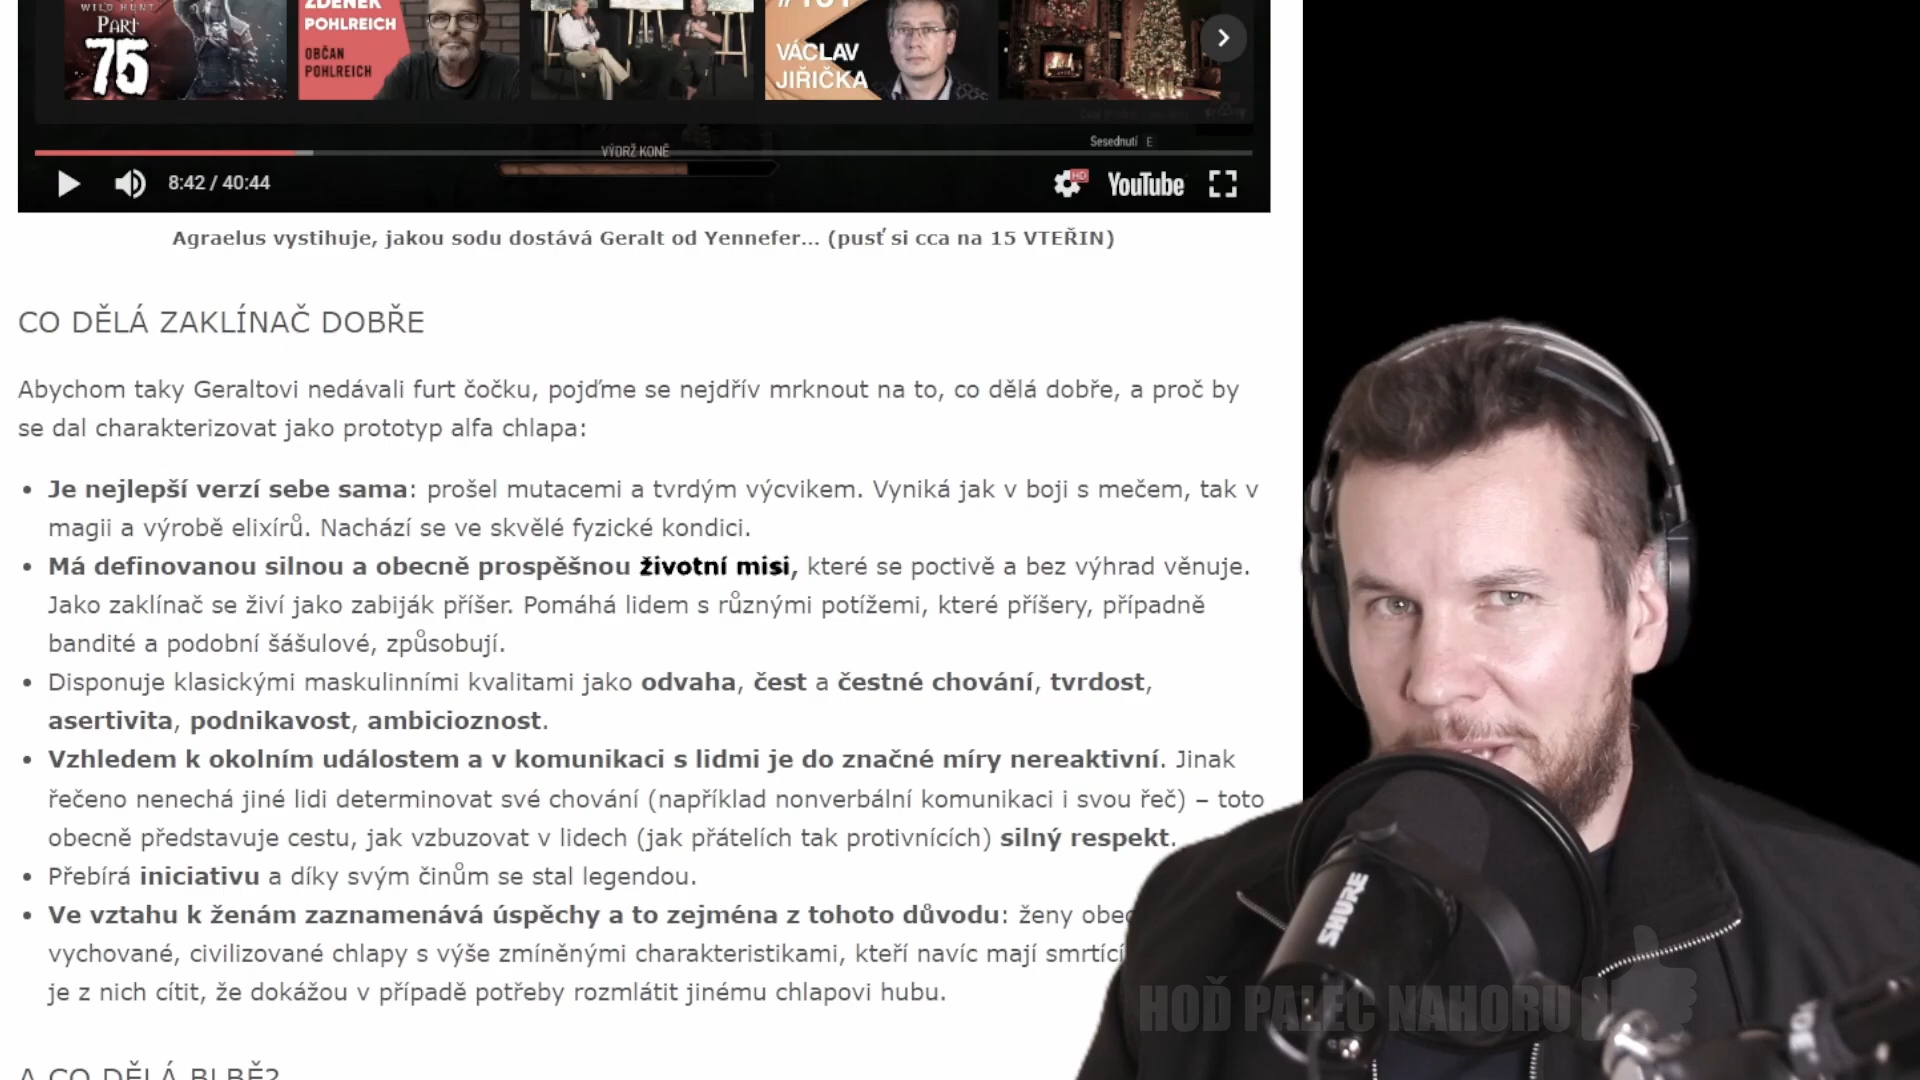 WILD HUNT
PART
75
ZDENĚK
POHLREICH
OBČAN
POHLREICH
VÁCLAV
JIŘIČKA
Sesednutí E
VÝDRŽ KONĚ
8:42 / 40:44
HD
YouTube
Agraelus vystihuje, jakou sodu dostává Geralt od Yennefer... (pusť si cca na 15 VTEŘIN)
CO DĚLÁ ZAKLÍNAČ DOBŘE
Abychom taky Geraltovi nedávali furt čočku, pojďme se nejdřív mrknout na to, co dělá dobře, a proč by
se dal charakterizovat jako prototyp alfa chlapa:
• Je nejlepší verzí sebe sama: prošel mutacemi a tvrdým výcvikem. Vyniká jak v boji s mečem, tak v
magii a výrobě elixírů. Nachází se ve skvělé fyzické kondici.
• Má definovanou silnou a obecně prospěšnou životní misi, které se poctivě a bez výhrad věnuje.
Jako zaklínač se živí jako zabiják příšer. Pomáhá lidem s různými potížemi, které příšery, případně
bandité a podobní šášulové, způsobují.
• Disponuje klasickými maskulinními kvalitami jako odvaha, čest a čestné chování, tvrdost,
asertivita, podnikavost, ambicioznost.
• Vzhledem k okolním událostem a v komunikaci s lidmi je do značné míry nereaktivní. Jinak
řečeno nenechá jiné lidi determinovat své chování (například nonverbální komunikaci i svou řeč) – toto
obecně představuje cestu, jak vzbuzovat v lidech (jak přátelích tak protivnících) silný respekt.
• Přebírá iniciativu a díky svým činům se stal legendou.
• Ve vztahu k ženám zaznamenává úspěchy a to zejména z tohoto důvodu: ženy
vychované, civilizované chlapy s výše zmíněnými charakteristikami, kteří navíc mají smrtící
je z nich cítit, že dokážou v případě potřeby rozmlátit jinému chlapovi hubu.
A CO DĚLÁ BLBĚ?
SHURE
HOĎ PALEC NAHORU